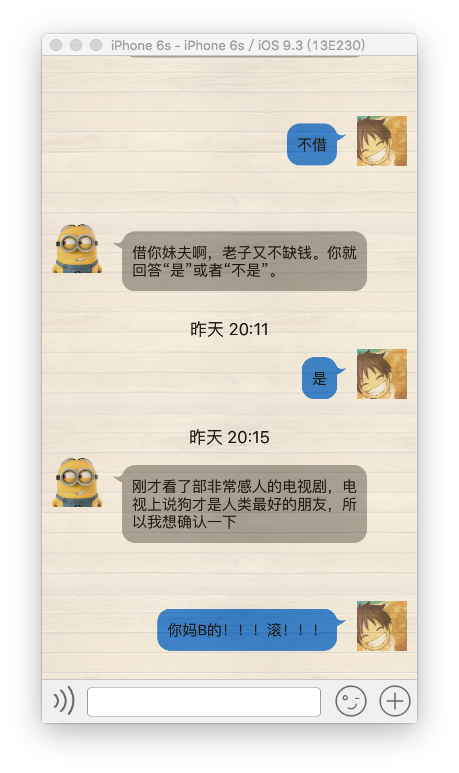 iPhone 6s - iPhone 6s / iOS 9.3 (13E230)
不借
借你妹夫啊，老子又不缺钱。你就
回答“是”或者“不是”。
昨天 20:11
是
昨天 20:15
刚才看了部非常感人的电视剧，电
视上说狗才是人类最好的朋友，所
以我想确认一下
你妈B的！！！滚！！！